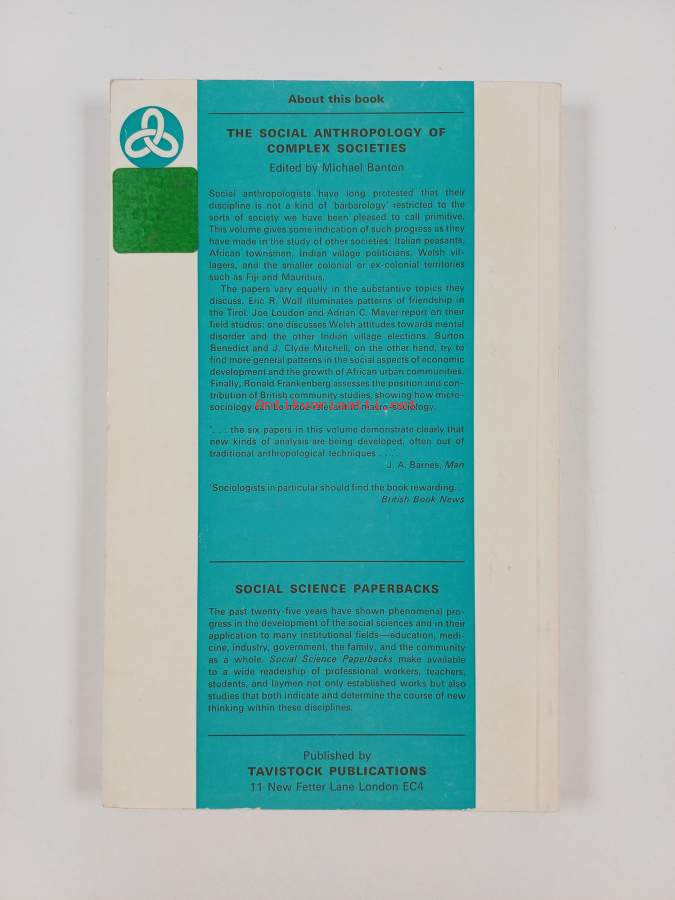 About this book
THE SOCIAL ANTHROPOLOGY OF
COMPLEX SOCIETIES
Edited by Michael Banton
Social anthropologists have long protested that their
discipline is not a kind of 'barbarology' restricted to the
sorts of society we have been pleased to call primitive.
This volume gives some indication of such progress as they
have made in the study of other societies: Italian peasants,
African townsmen, Indian village politicians, Welsh vil-
lagers, and the smaller colonial or ex-colonial territories
such as Fiji and Mauritius.
The papers vary equally in the substantive topics they
discuss. Eric R. Wolf illuminates patterns of friendship in
the Tirol. Joe Loudon and Adrian C. Mayer report on their
field studies; one discusses Welsh attitudes towards mental
disorder and the other Indian village elections. Burton
Benedict and J. Clyde Mitchell, on the other hand, try to
find more general patterns in the social aspects of economic
development and the growth of African urban communities.
Finally, Ronald Frankenberg assesses the position and con-
tribution of British community studies, showing how micro-
sociology
sociology.
'. . . the six papers in this volume demonstrate clearly that
new kinds of analysis are being developed, often out of
traditional anthropological techniques . . .'
J. A. Barnes, Man
'Sociologists in particular should find the book rewarding...'
British Book News
SOCIAL SCIENCE PAPERBACKS
The past twenty-five years have shown phenomenal pro-
gress in the development of the social sciences and in their
application to many institutional fields—education, medi-
cine, industry, government, the family, and the community
as a whole. Social Science Paperbacks make available
to a wide readership of professional workers, teachers,
students, and laymen not only established works but also
studies that both indicate and determine the course of new
thinking within these disciplines.
Published by
TAVISTOCK PUBLICATIONS
11 New Fetter Lane London EC4